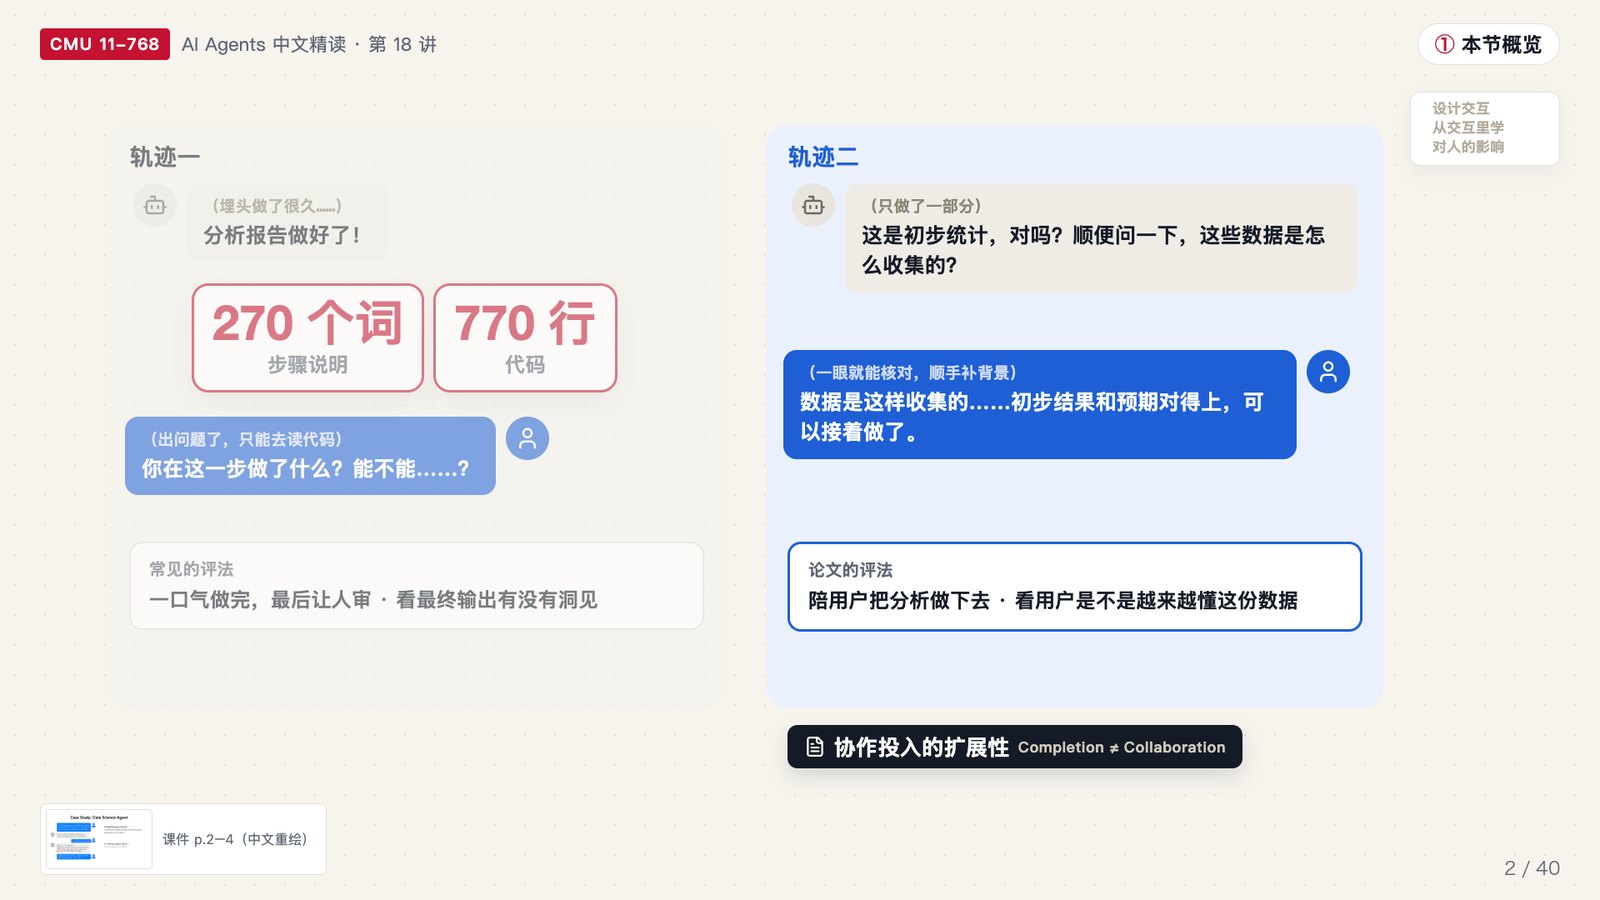 CMU 11-768 AI Agents 中文精读 · 第 18 讲
① 本节概览
设计交互
从交互里学
对人的影响
轨迹一
（埋头做了很久……）
分析报告做好了！
270 个词
步骤说明
770 行
代码
（出问题了，只能去读代码）
你在这一步做了什么？能不能……？
常见的评法
一口气做完，最后让人审 · 看最终输出有没有洞见
轨迹二
（只做了一部分）
这是初步统计，对吗？顺便问一下，这些数据是怎
么收集的？
（一眼就能核对，顺手补背景）
数据是这样收集的……初步结果和预期对得上，可
以接着做了。
论文的评法
陪用户把分析做下去 · 看用户是不是越来越懂这份数据
协作投入的扩展性 Completion ≠ Collaboration
Case Study: Data Science Agent
课件 p.2–4（中文重绘）
2 / 40